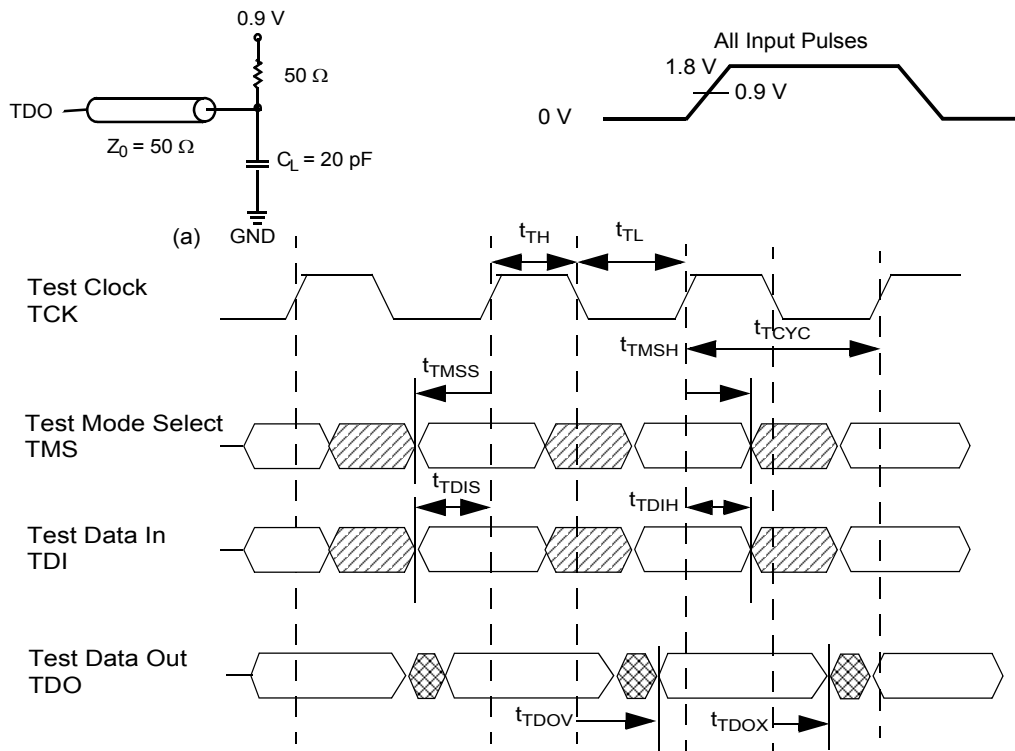 0.9 V
50 Ω
TDO
Z0 = 50 Ω
CL = 20 pF
(a)
GND
All Input Pulses
1.8 V
0.9 V
0 V
tTH
tTL
Test Clock
TCK
tTMSH
tTCYC
tTMSS
Test Mode Select
TMS
tTDIS
tTDIH
Test Data In
TDI
Test Data Out
TDO
tTDOV
tTDOX